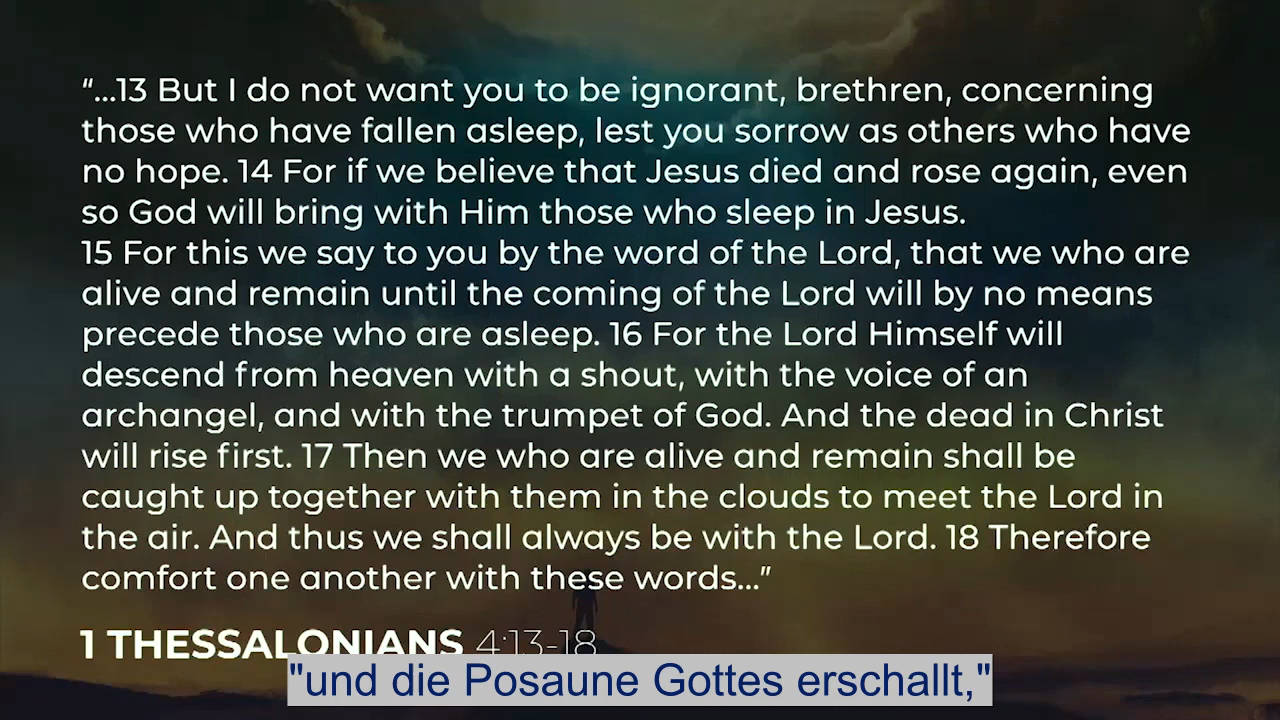 “...13 But I do not want you to be ignorant, brethren, concerning
those who have fallen asleep, lest you sorrow as others who have
no hope. 14 For if we believe that Jesus died and rose again, even
so God will bring with Him those who sleep in Jesus.
15 For this we say to you by the word of the Lord, that we who are
alive and remain until the coming of the Lord will by no means
precede those who are asleep. 16 For the Lord Himself will
descend from heaven with a shout, with the voice of an
archangel, and with the trumpet of God. And the dead in Christ
will rise first. 17 Then we who are alive and remain shall be
caught up together with them in the clouds to meet the Lord in
the air. And thus we shall always be with the Lord. 18 Therefore
comfort one another with these words...”
1 THESSALONIANS 4:13-18
"und die Posaune Gottes erschallt,"